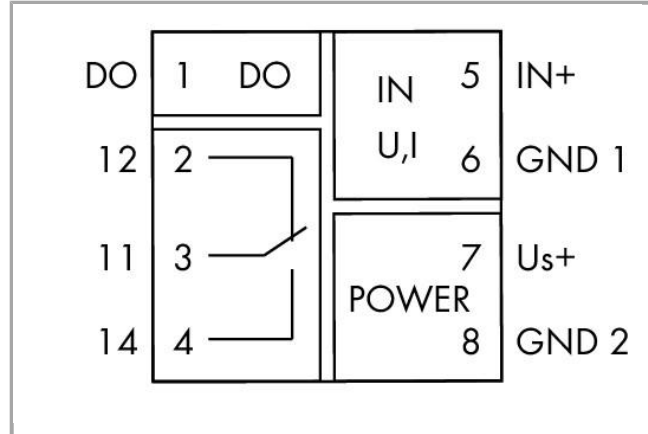 DO 1 DO IN 5 IN+
12 2 U,I 6 GND 1
11 3 7 Us+
POWER
14 4 8 GND 2